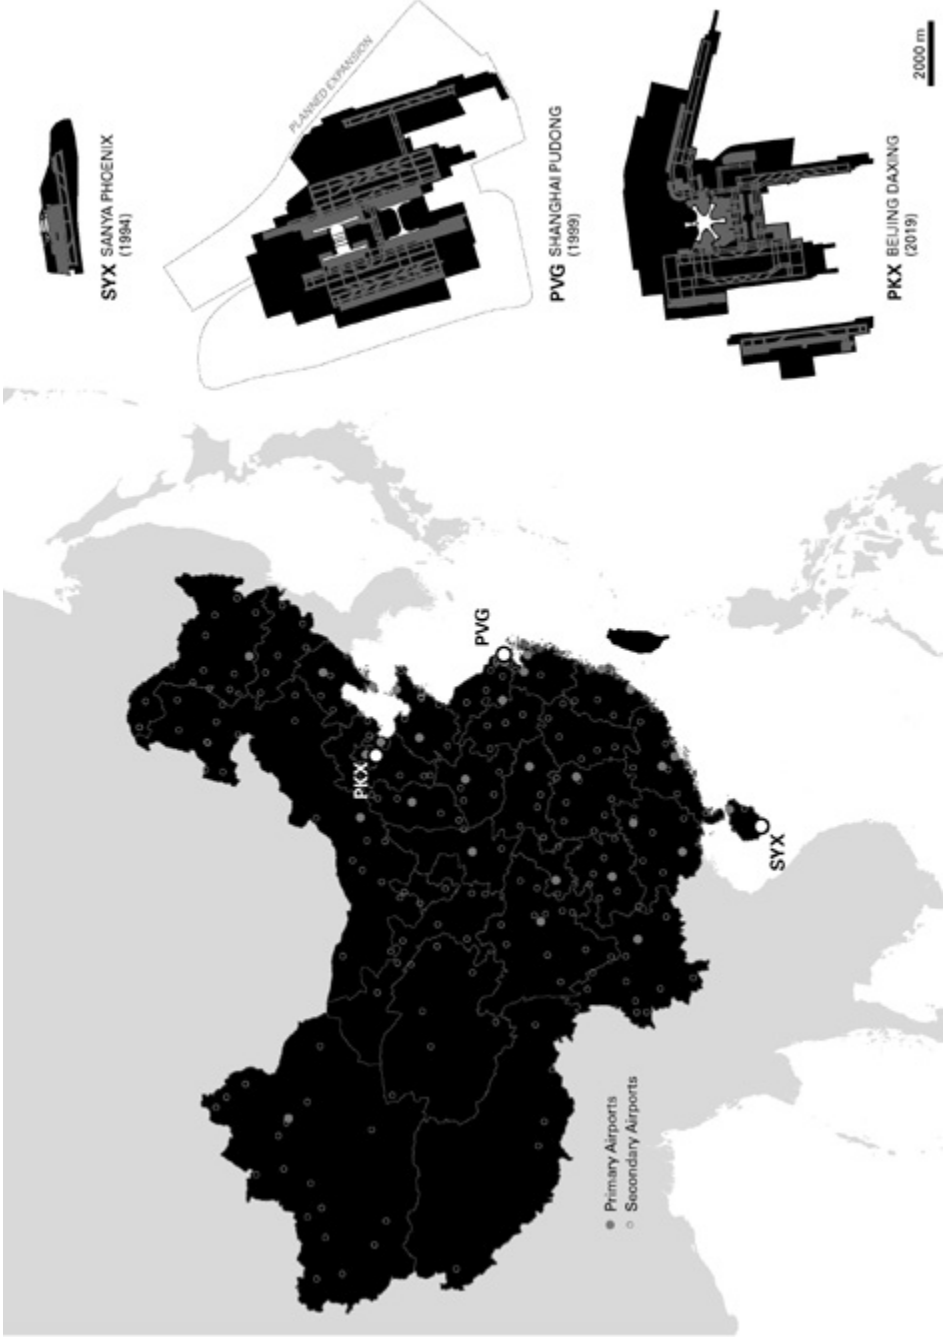 SYX SANYA PHOENIX
(1994)
PLANNED EXPANSION
PVG SHANGHAI PUDONG
(1999)
PKX BEIJING DAXING
(2019)
2000 m
PKX
PVG
SYX
Primary Airports
Secondary Airports